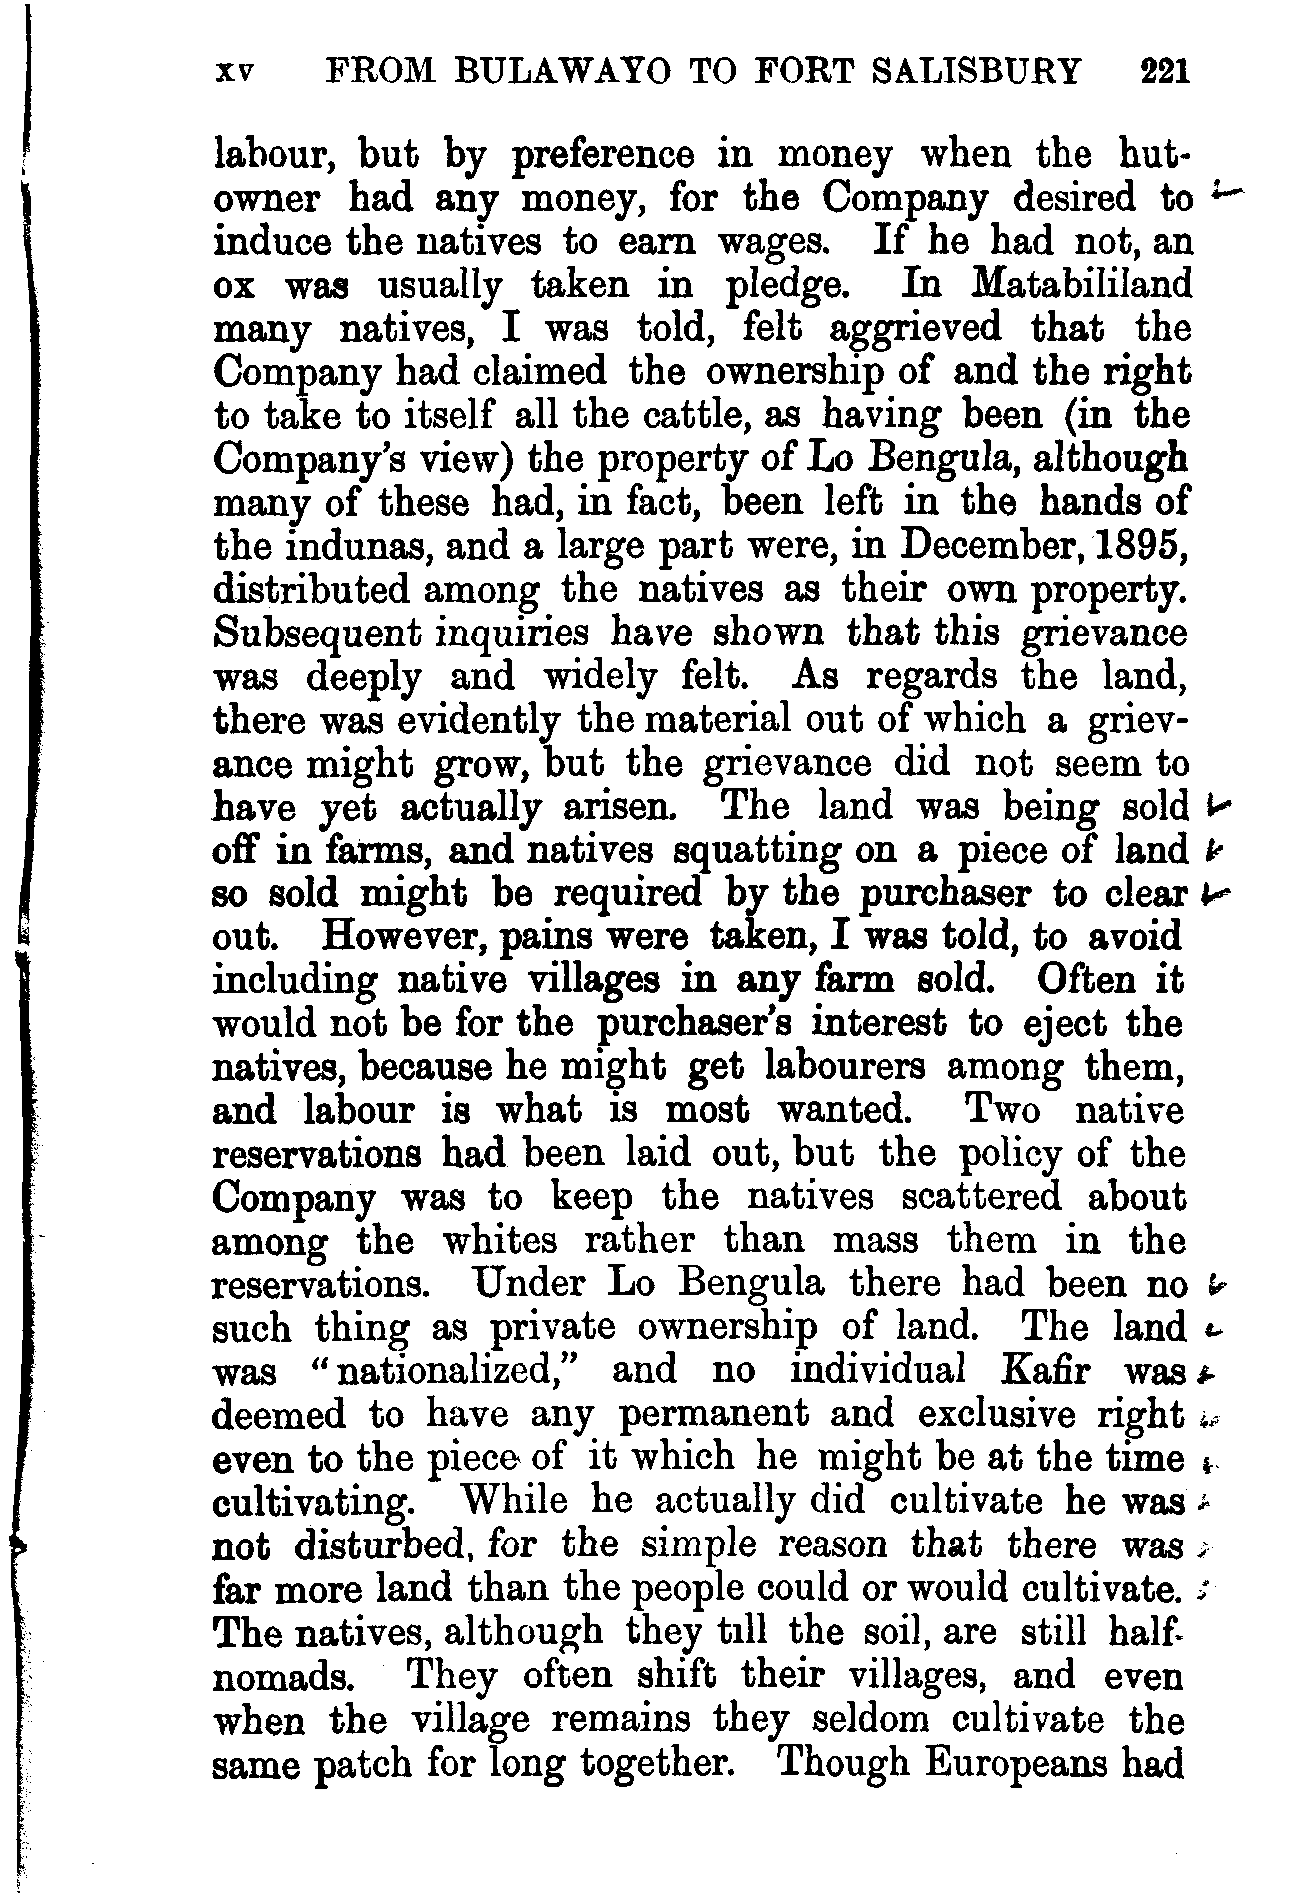 xv FROM BULAWAYO TO FORT SALISBURY 221
labour, but by preference in money when the hut-
owner had any money, for the Company desired to
induce the natives to earn wages. If he had not, an
ox was usually taken in pledge. In Matabililand
many natives, I was told, felt aggrieved that the
Company had claimed the ownership of and the right
to take to itself all the cattle, as having been (in the
Company's view) the property of Lo Bengula, although
many of these had, in fact, been left in the hands of
the indunas, and a large part were, in December, 1895,
distributed among the natives as their own property.
Subsequent inquiries have shown that this grievance
was deeply and widely felt. As regards the land,
there was evidently the material out of which a griev-
ance might grow, but the grievance did not seem to
have yet actually arisen. The land was being sold
off in farms, and natives squatting on a piece of land
so sold might be required by the purchaser to clear
out. However, pains were taken, I was told, to avoid
including native villages in any farm sold. Often it
would not be for the purchaser's interest to eject the
natives, because he might get labourers among them,
and labour is what is most wanted. Two native
reservations had been laid out, but the policy of the
Company was to keep the natives scattered about
among the whites rather than mass them in the
reservations. Under Lo Bengula there had been no
such thing as private ownership of land. The land
was "nationalized," and no individual Kafir was
deemed to have any permanent and exclusive right
even to the piece of it which he might be at the time
cultivating. While he actually did cultivate he was
not disturbed, for the simple reason that there was
far more land than the people could or would cultivate.
The natives, although they till the soil, are still half-
nomads. They often shift their villages, and even
when the village remains they seldom cultivate the
same patch for long together. Though Europeans had